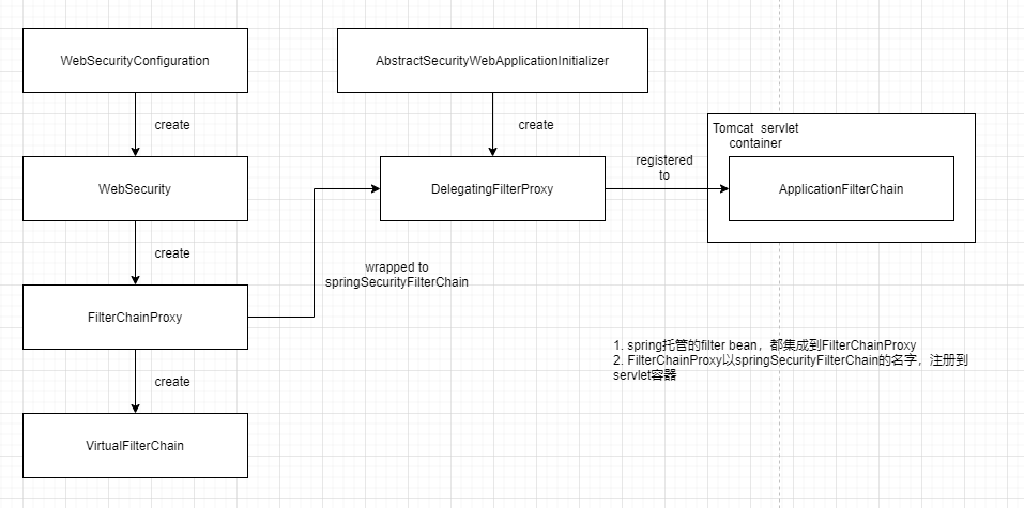 WebSecurityConfiguration
AbstractSecurityWebApplicationInitializer
create
create
Tomcat servlet
container
WebSecurity
DelegatingFilterProxy
registered
to
ApplicationFilterChain
create
wrapped to
springSecurityFilterChain
FilterChainProxy
create
VirtualFilterChain
1. spring托管的filter bean，都集成到FilterChainProxy
2. FilterChainProxy以springSecurityFilterChain的名字，注册到
servlet容器